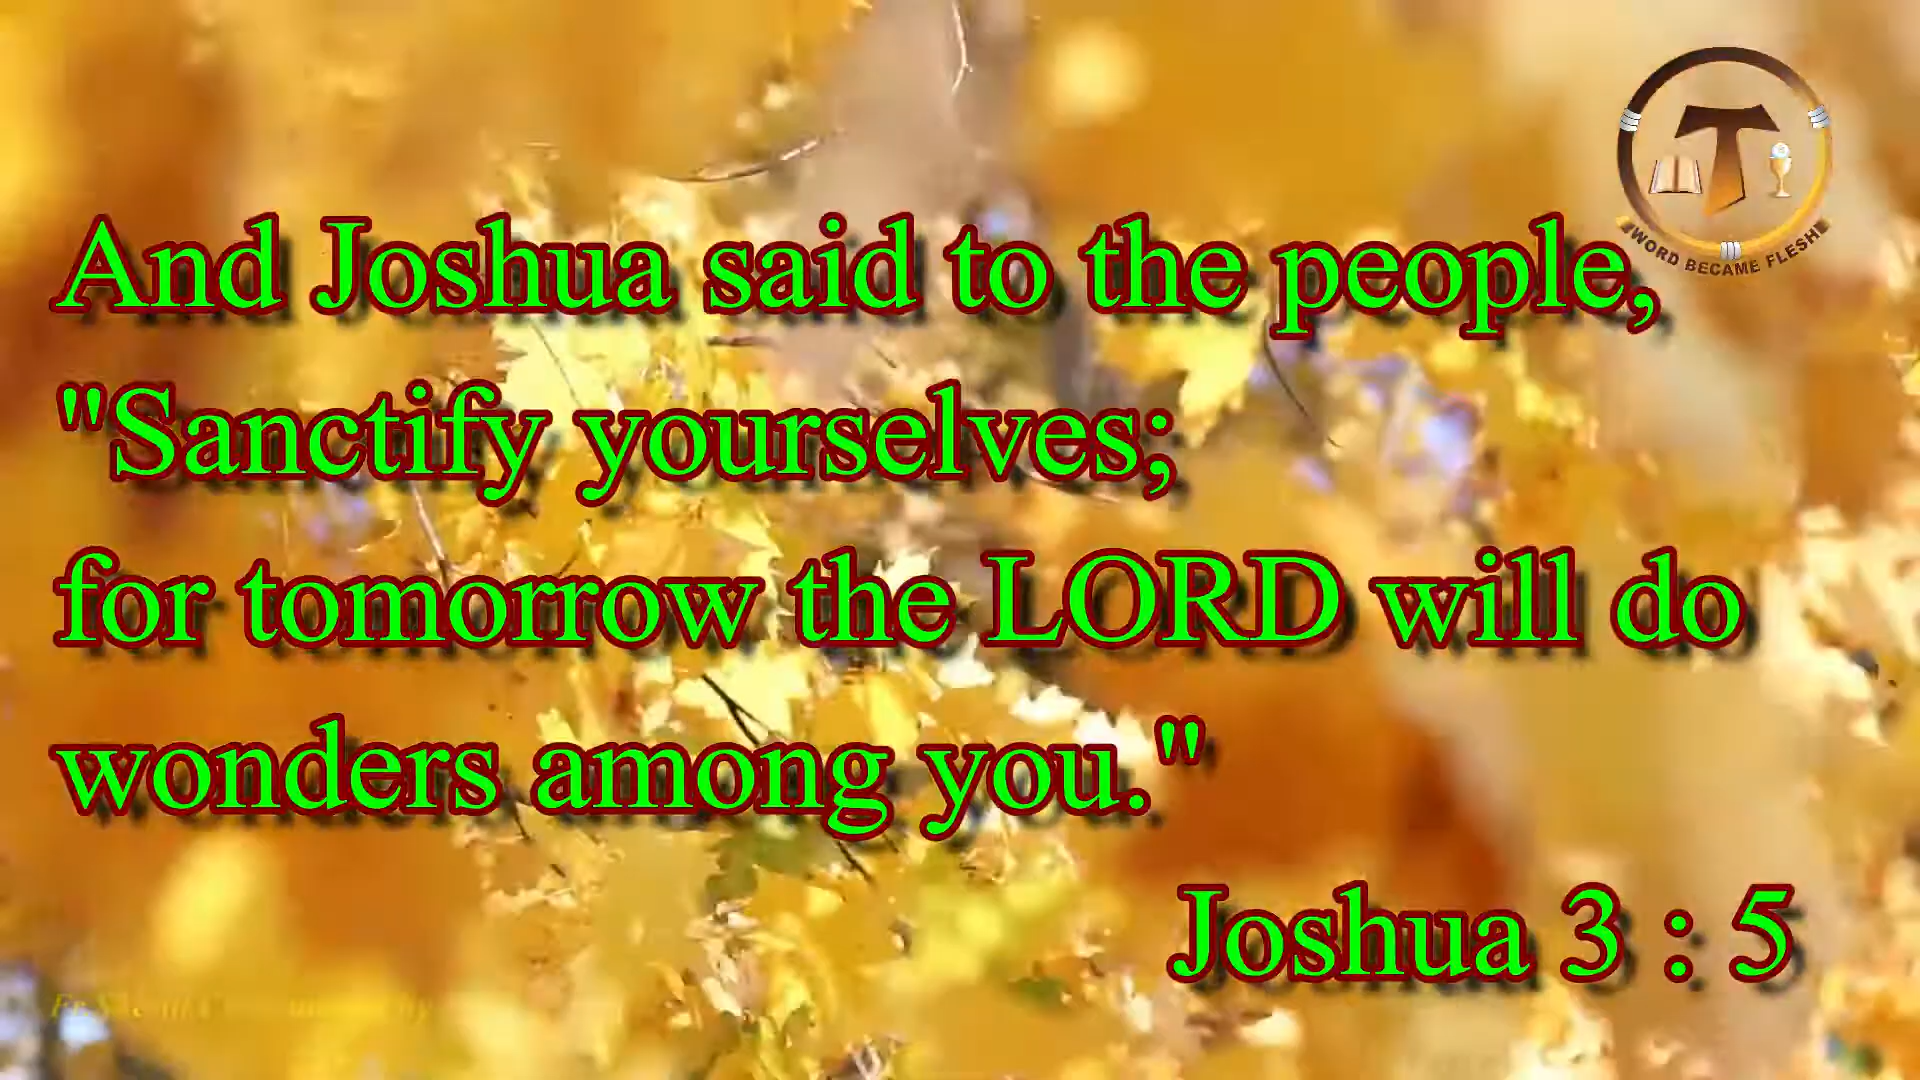 WORD BECAME FLESH
And Joshua said to the people,
"Sanctify yourselves;
for tomorrow the LORD will do
wonders among you."
Joshua 3 : 5